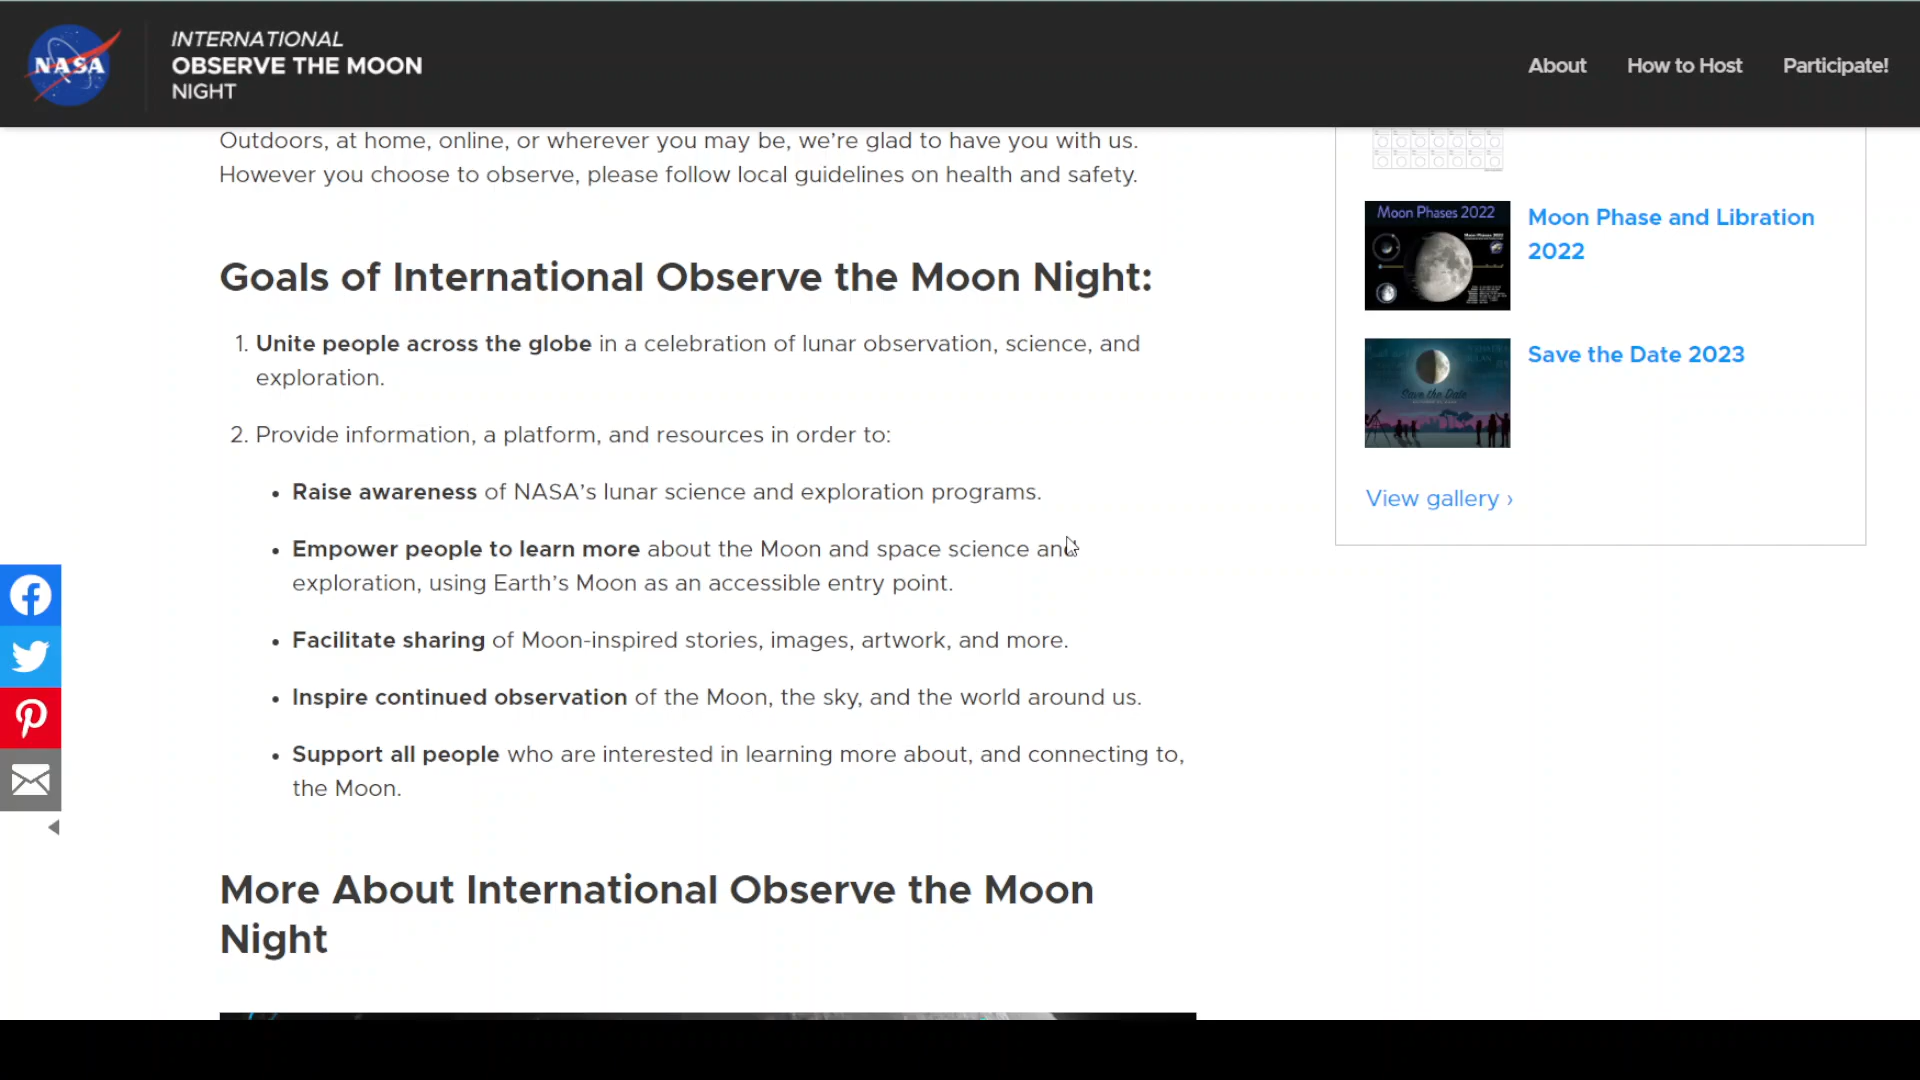 NASA
INTERNATIONAL
OBSERVE THE MOON
NIGHT
About
How to Host
Participate!
Outdoors, at home, online, or wherever you may be, we’re glad to have you with us.
However you choose to observe, please follow local guidelines on health and safety.
Goals of International Observe the Moon Night:
1. Unite people across the globe in a celebration of lunar observation, science, and
exploration.
2. Provide information, a platform, and resources in order to:
• Raise awareness of NASA’s lunar science and exploration programs.
• Empower people to learn more about the Moon and space science and
exploration, using Earth’s Moon as an accessible entry point.
• Facilitate sharing of Moon-inspired stories, images, artwork, and more.
• Inspire continued observation of the Moon, the sky, and the world around us.
• Support all people who are interested in learning more about, and connecting to,
the Moon.
More About International Observe the Moon
Night
Moon Phases 2022
Moon Phase and Libration
2022
Save the Date
Save the Date 2023
View gallery ›